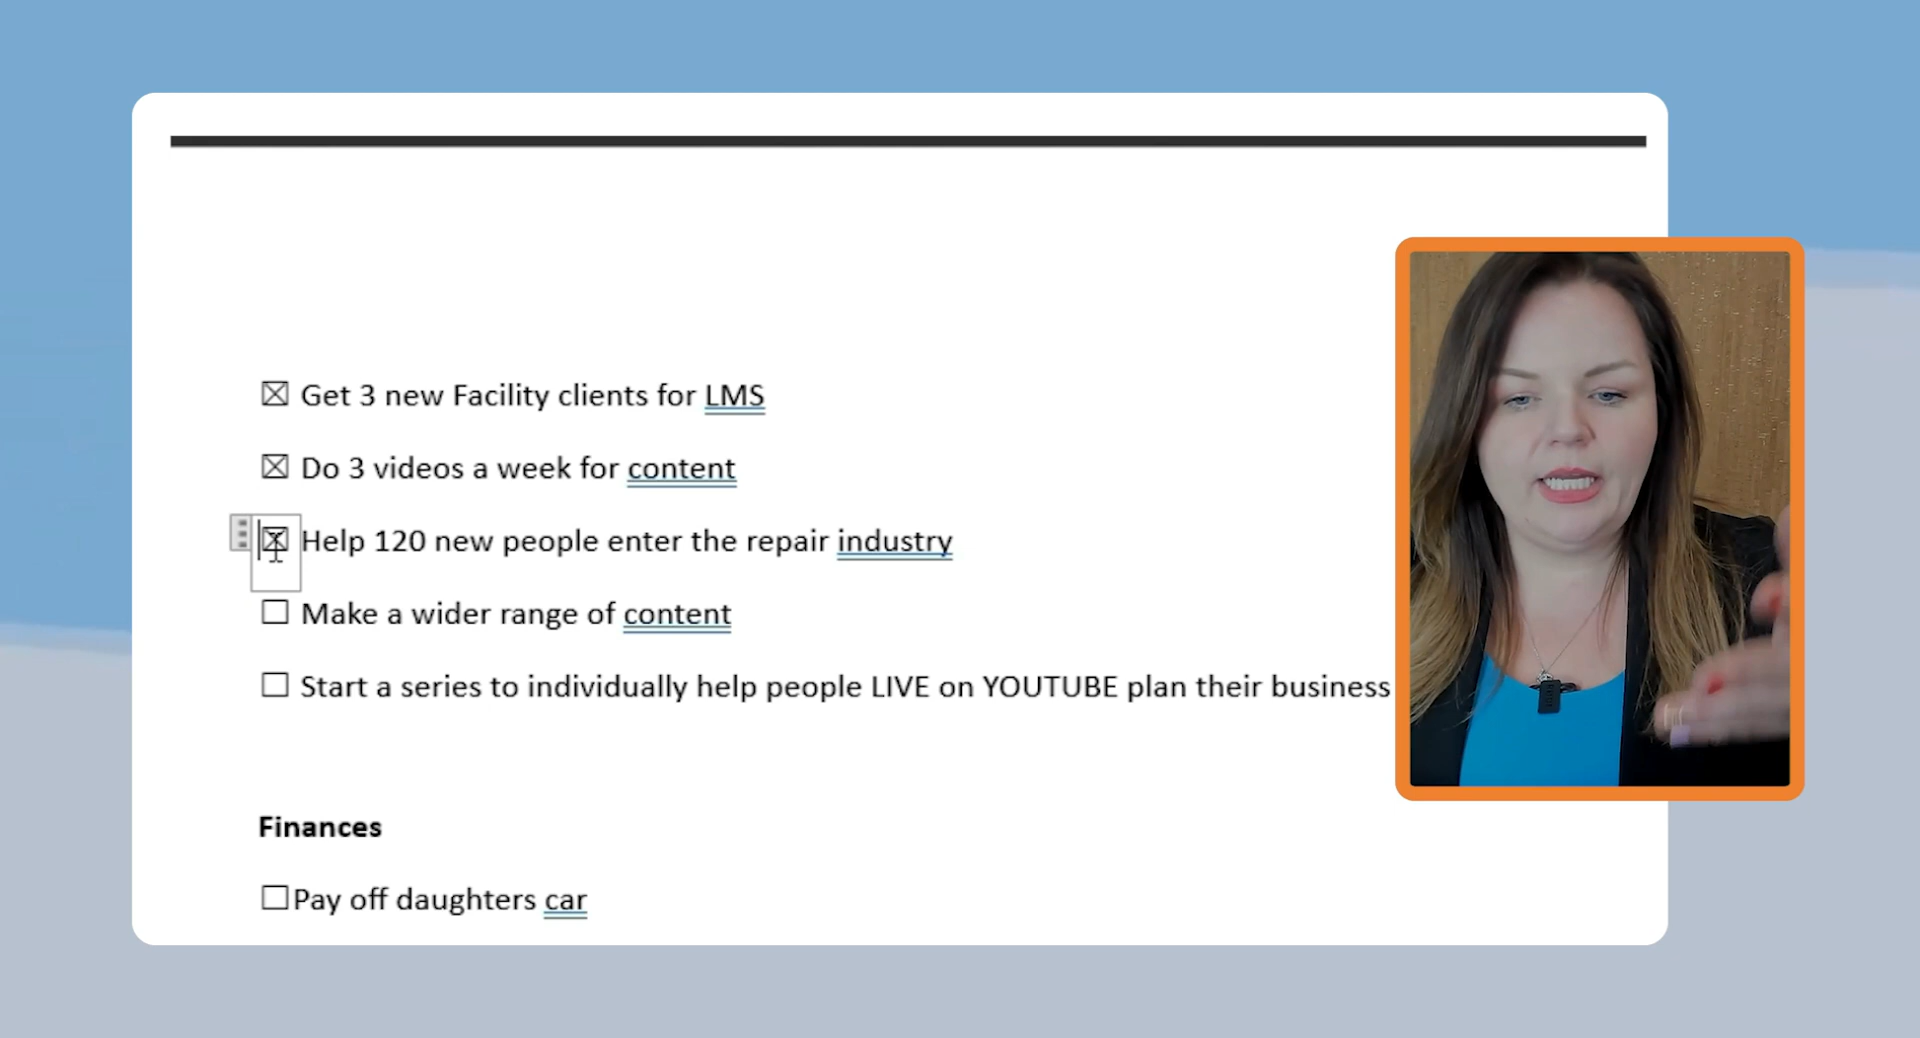 ☒ Get 3 new Facility clients for LMS
☒ Do 3 videos a week for content
☒ Help 120 new people enter the repair industry
☐ Make a wider range of content
☐ Start a series to individually help people LIVE on YOUTUBE plan their business
Finances
☐Pay off daughters car